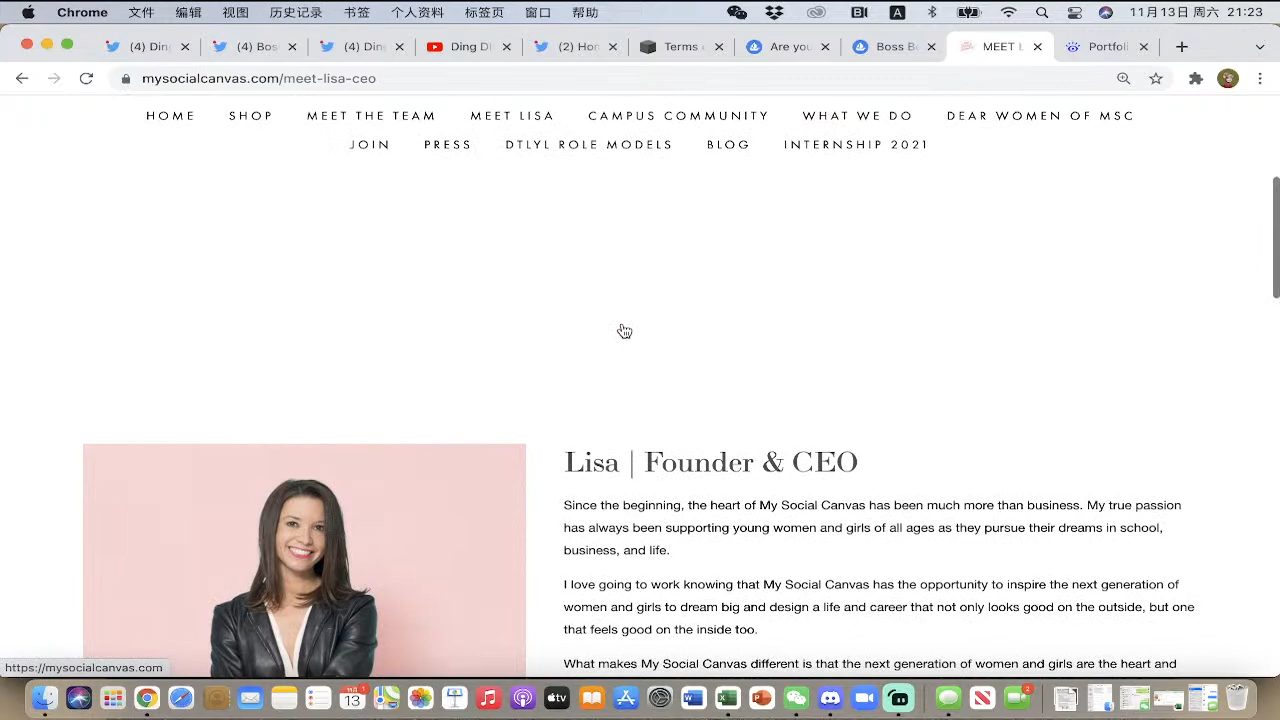 Chrome 文件 编辑 视图 历史记录 书签 个人资料 标签页 窗口 帮助 A 11月13日 周六 21:23
(4) Din (4) Bos (4) Din Ding D (2) Hor Terms Are you Boss B MEET L Portfoli
mysocialcanvas.com/meet-lisa-ceo
HOME SHOP MEET THE TEAM MEET LISA CAMPUS COMMUNITY WHAT WE DO DEAR WOMEN OF MSC
JOIN PRESS DTLYL ROLE MODELS BLOG INTERNSHIP 2021
Lisa | Founder & CEO
Since the beginning, the heart of My Social Canvas has been much more than business. My true passion
has always been supporting young women and girls of all ages as they pursue their dreams in school,
business, and life.
I love going to work knowing that My Social Canvas has the opportunity to inspire the next generation of
women and girls to dream big and design a life and career that not only looks good on the outside, but one
that feels good on the inside too.
What makes My Social Canvas different is that the next generation of women and girls are the heart and
https://mysocialcanvas.com